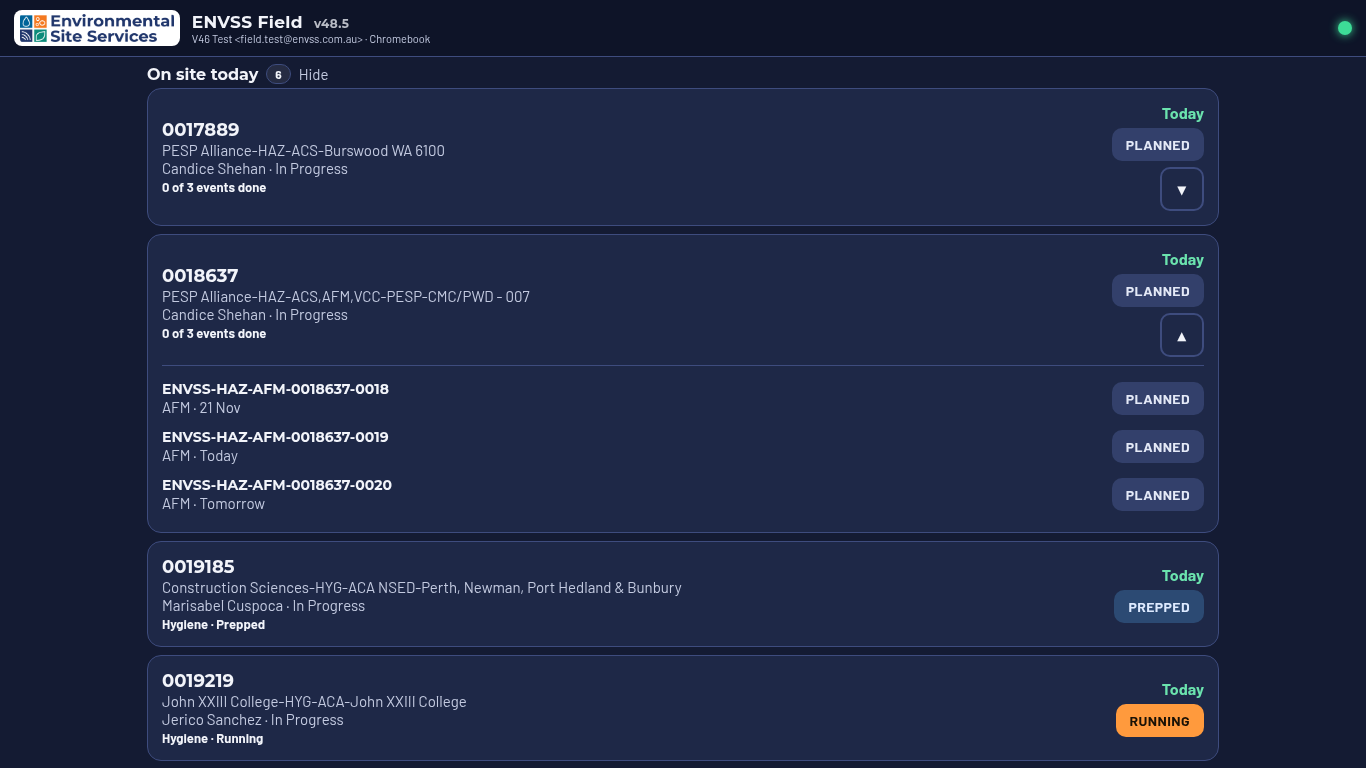 Environmental
Site Services
ENVSS Field v48.5
V46 Test <field.test@envss.com.au> · Chromebook
On site today 6 Hide
0017889
PESP Alliance-HAZ-ACS-Burswood WA 6100
Candice Shehan · In Progress
0 of 3 events done
Today
PLANNED
▼
0018637
PESP Alliance-HAZ-ACS,AFM,VCC-PESP-CMC/PWD - 007
Candice Shehan · In Progress
0 of 3 events done
Today
PLANNED
▲
ENVSS-HAZ-AFM-0018637-0018
AFM · 21 Nov
PLANNED
ENVSS-HAZ-AFM-0018637-0019
AFM · Today
PLANNED
ENVSS-HAZ-AFM-0018637-0020
AFM · Tomorrow
PLANNED
0019185
Construction Sciences-HYG-ACA NSED-Perth, Newman, Port Hedland & Bunbury
Marisabel Cuspoca · In Progress
Hygiene · Prepped
Today
PREPPED
0019219
John XXIII College-HYG-ACA-John XXIII College
Jerico Sanchez · In Progress
Hygiene · Running
Today
RUNNING